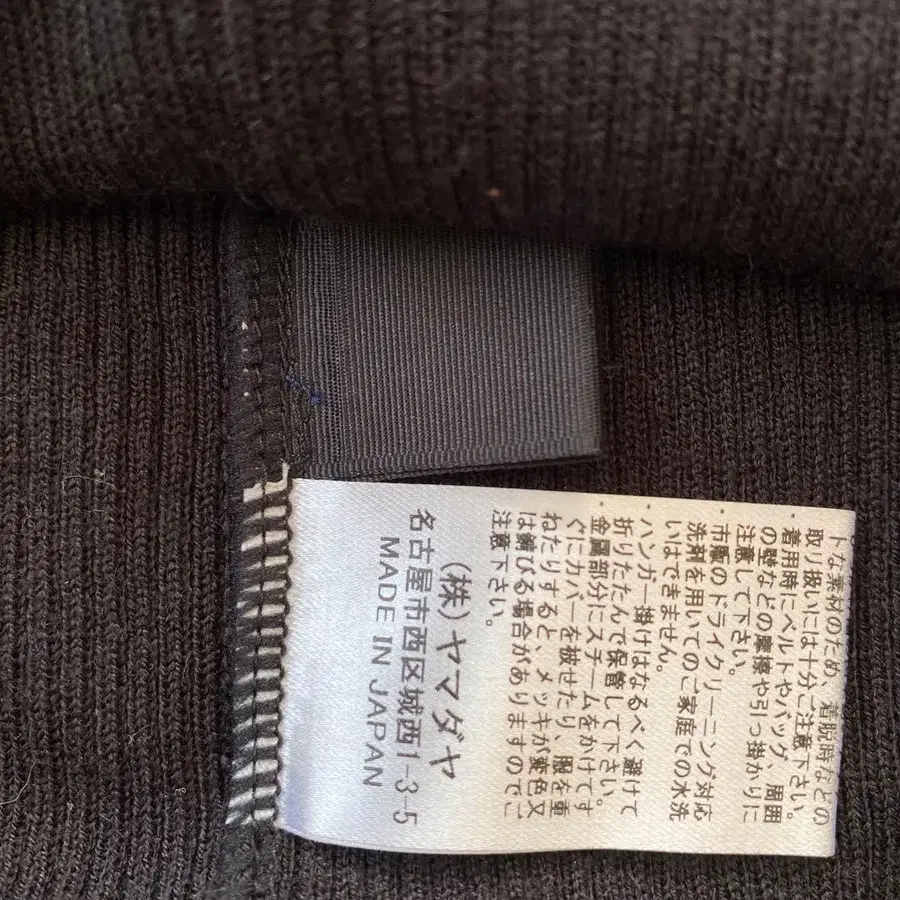 トな素材のため、着脱時などの
取り扱いには十分ご注意下さい。
・着用時にベルトやバッグ、周囲
の壁などの摩擦や引っ掛かりに
注意して下さい。
・市販のドライクリーニング対応
洗剤を用いてのご家庭での水洗
いはできません。
・ハンガー掛けはなるべく避けて
折りたたんで保管して下さい。
・金属部分にスチームをかけてす
ぐにカバーを被せたり、服を重
ねたりすると、メッキが変色又
は錆びる場合がありますのでご
注意下さい。
(株)ヤマダヤ
名古屋市西区城西1-3-5
MADE IN JAPAN